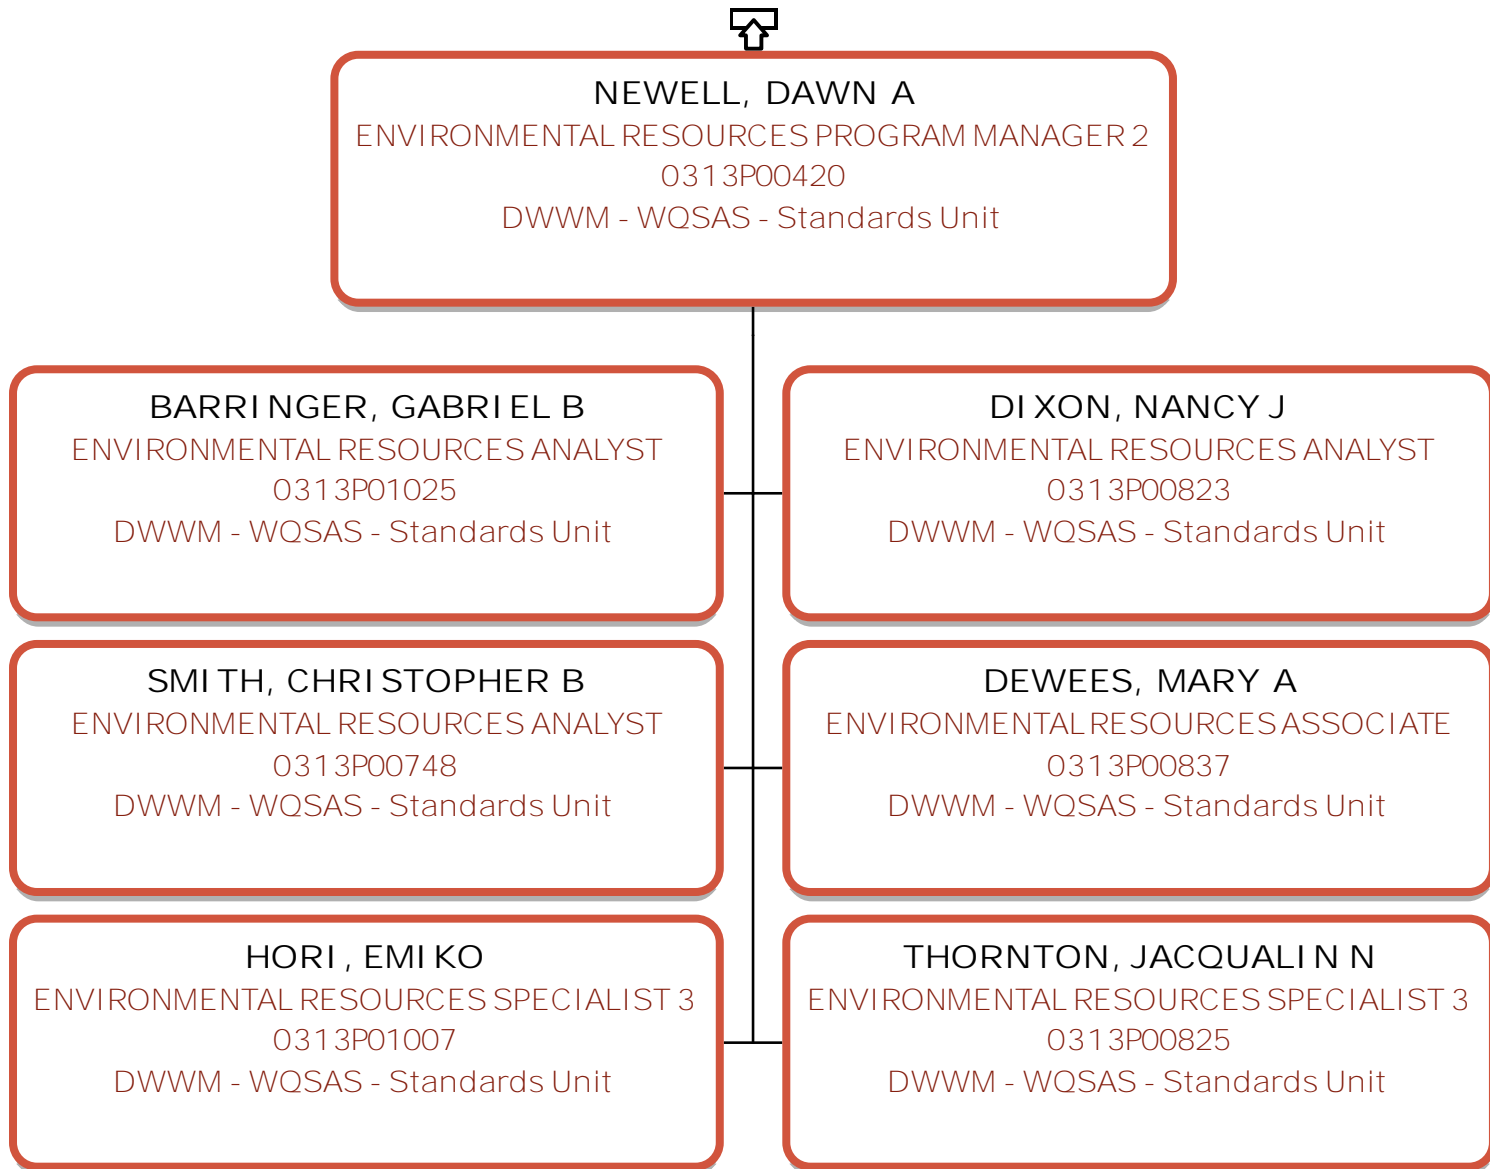 NEWELL, DAWN A
ENVIRONMENTAL RESOURCES PROGRAM MANAGER 2
0313P00420
DWWM - WQSAS - Standards Unit
BARRINGER, GABRIEL B
ENVIRONMENTAL RESOURCES ANALYST
0313P01025
DWWM - WQSAS - Standards Unit
DIXON, NANCY J
ENVIRONMENTAL RESOURCES ANALYST
0313P00823
DWWM - WQSAS - Standards Unit
SMITH, CHRISTOPHER B
ENVIRONMENTAL RESOURCES ANALYST
0313P00748
DWWM - WQSAS - Standards Unit
DEWEES, MARY A
ENVIRONMENTAL RESOURCES ASSOCIATE
0313P00837
DWWM - WQSAS - Standards Unit
HORI, EMIKO
ENVIRONMENTAL RESOURCES SPECIALIST 3
0313P01007
DWWM - WQSAS - Standards Unit
THORNTON, JACQUALIN N
ENVIRONMENTAL RESOURCES SPECIALIST 3
0313P00825
DWWM - WQSAS - Standards Unit